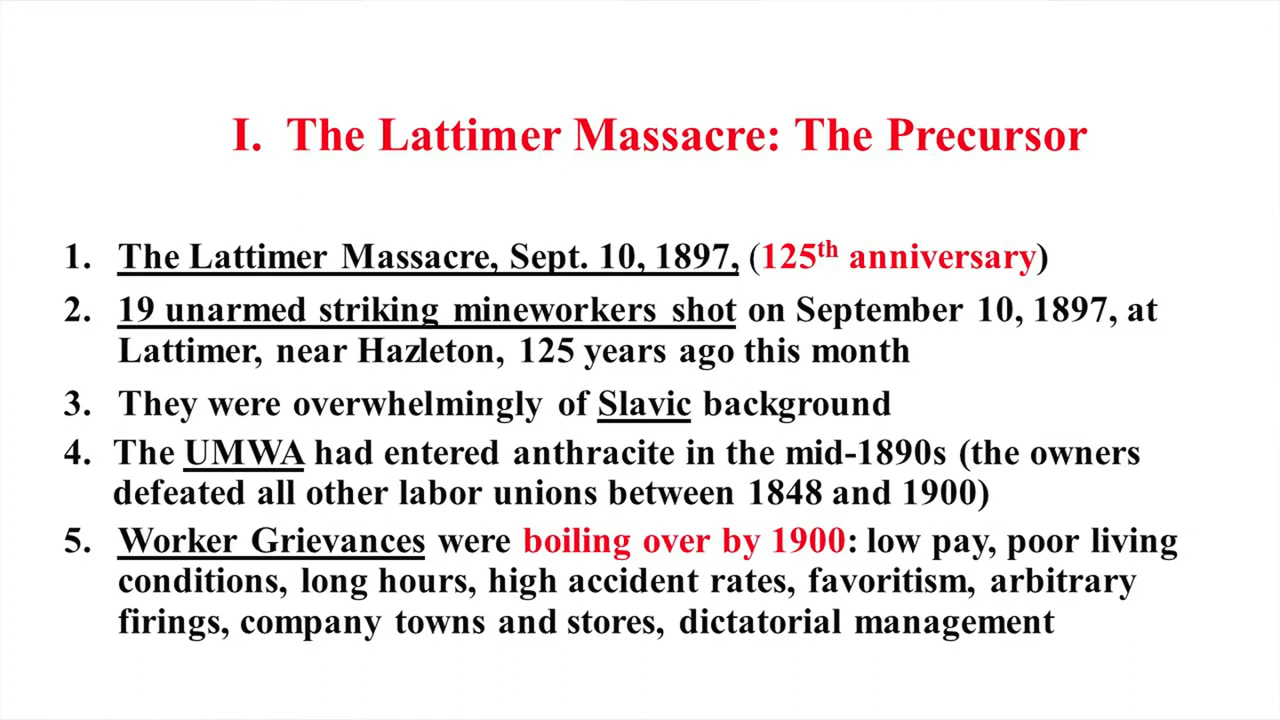 I. The Lattimer Massacre: The Precursor
1. The Lattimer Massacre, Sept. 10, 1897, (125th anniversary)
2. 19 unarmed striking mineworkers shot on September 10, 1897, at
Lattimer, near Hazleton, 125 years ago this month
3. They were overwhelmingly of Slavic background
4. The UMWA had entered anthracite in the mid-1890s (the owners
defeated all other labor unions between 1848 and 1900)
5. Worker Grievances were boiling over by 1900: low pay, poor living
conditions, long hours, high accident rates, favoritism, arbitrary
firings, company towns and stores, dictatorial management